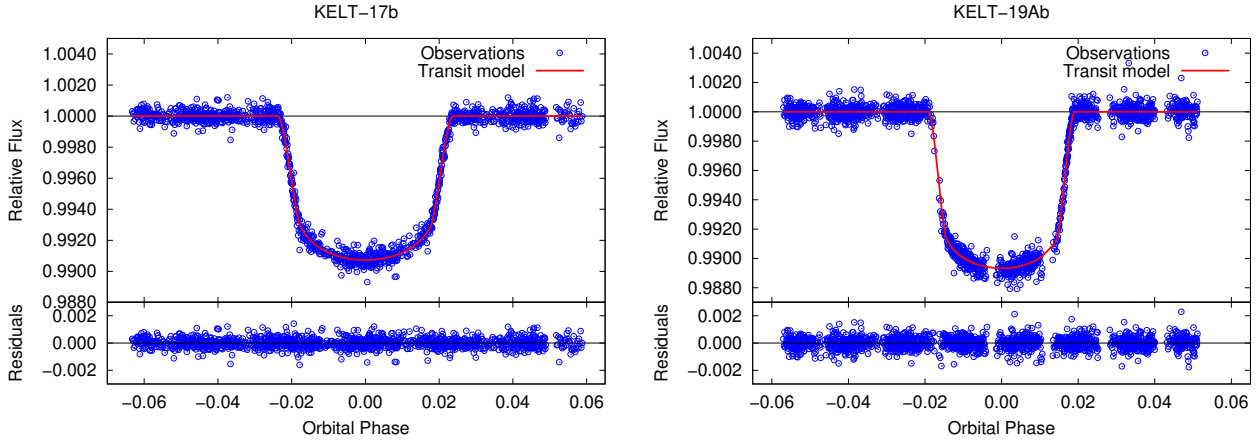 KELT−17b
Relative Flux
1.0040
1.0020
1.0000
0.9980
0.9960
0.9940
0.9920
0.9900
0.9880
Observations
Transit model
Residuals
0.002
0.000
−0.002
−0.06 −0.04 −0.02 0.00 0.02 0.04 0.06
Orbital Phase
KELT−19Ab
Relative Flux
1.0040
1.0020
1.0000
0.9980
0.9960
0.9940
0.9920
0.9900
0.9880
Observations
Transit model
Residuals
0.002
0.000
−0.002
−0.06 −0.04 −0.02 0.00 0.02 0.04 0.06
Orbital Phase